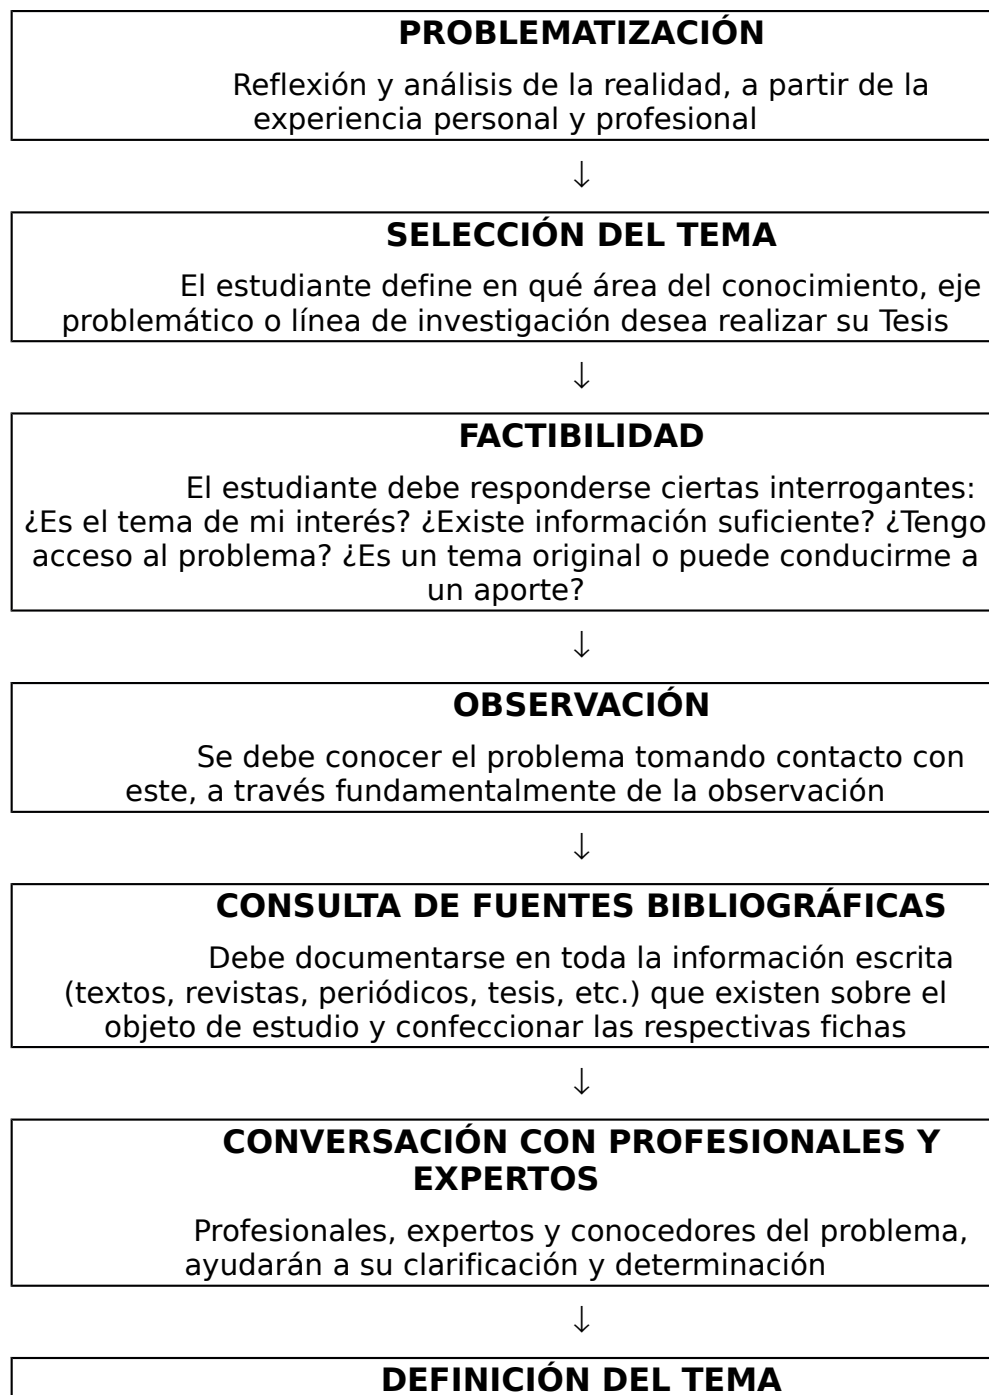 PROBLEMATIZACIÓN
Reflexión y análisis de la realidad, a partir de la
experiencia personal y profesional
↓
SELECCIÓN DEL TEMA
El estudiante define en qué área del conocimiento, eje
problemático o línea de investigación desea realizar su Tesis
↓
FACTIBILIDAD
El estudiante debe responderse ciertas interrogantes:
¿Es el tema de mi interés? ¿Existe información suficiente? ¿Tengo
acceso al problema? ¿Es un tema original o puede conducirme a
un aporte?
↓
OBSERVACIÓN
Se debe conocer el problema tomando contacto con
este, a través fundamentalmente de la observación
↓
CONSULTA DE FUENTES BIBLIOGRÁFICAS
Debe documentarse en toda la información escrita
(textos, revistas, periódicos, tesis, etc.) que existen sobre el
objeto de estudio y confeccionar las respectivas fichas
↓
CONVERSACIÓN CON PROFESIONALES Y
EXPERTOS
Profesionales, expertos y conocedores del problema,
ayudarán a su clarificación y determinación
↓
DEFINICIÓN DEL TEMA